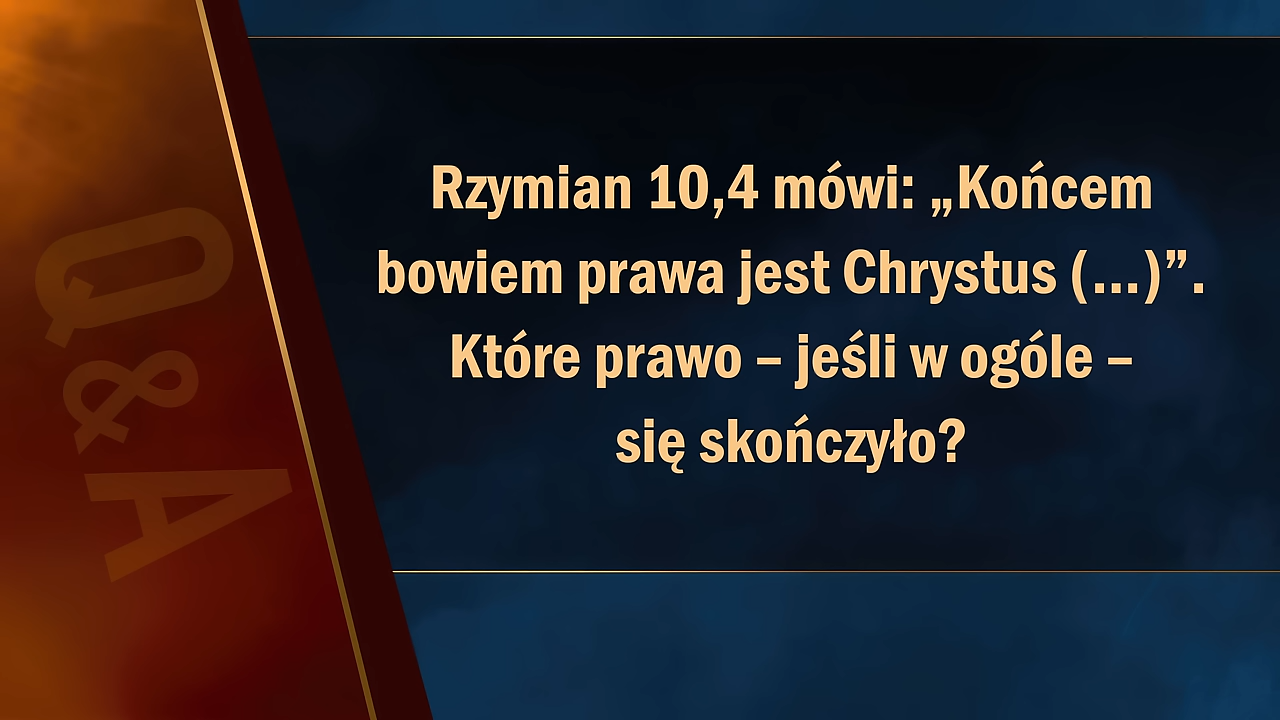 Q&A
Rzymian 10,4 mówi: „Końcem
bowiem prawa jest Chrystus (...)”.
Które prawo – jeśli w ogóle –
się skończyło?